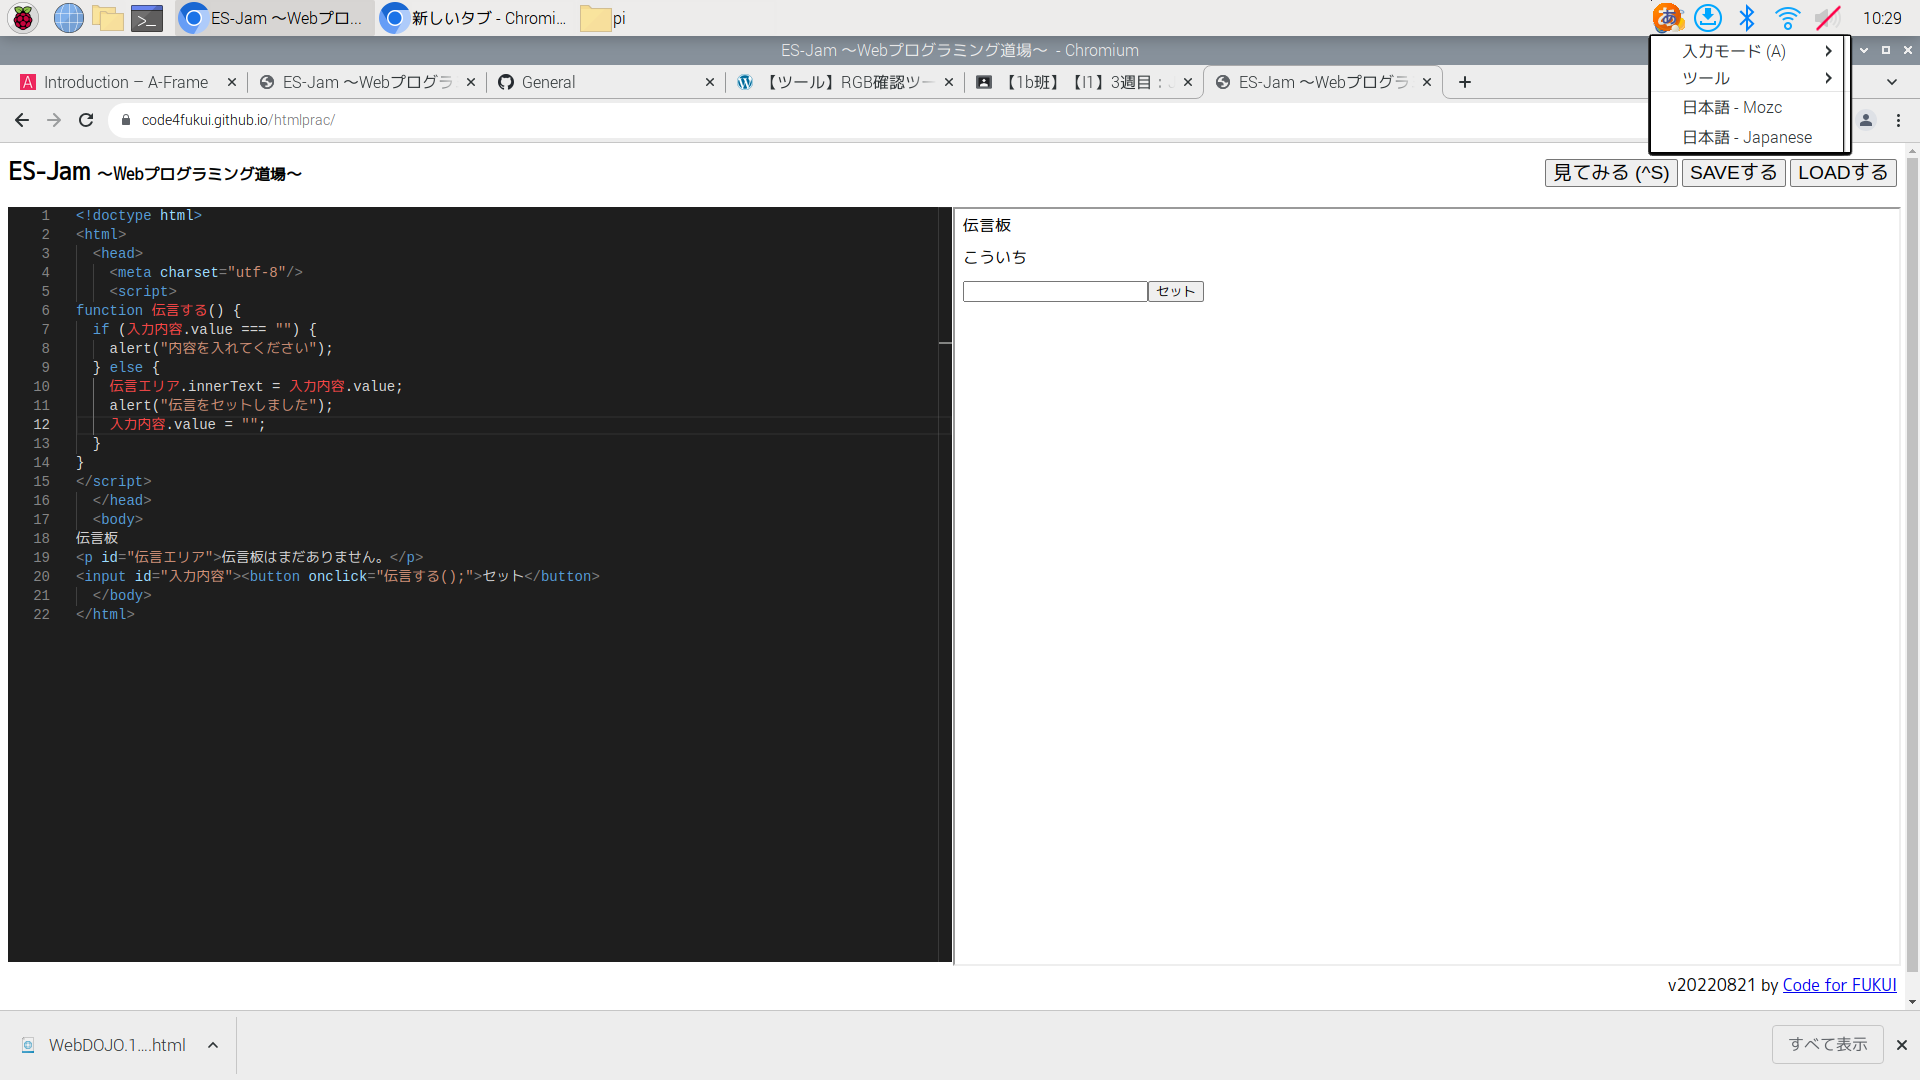 ES-Jam 〜Webプロ...
新しいタブ - Chromi...
pi
10:29
ES-Jam 〜Webプログラミング道場〜 - Chromium
入力モード (A)
ツール
日本語 - Mozc
日本語 - Japanese
Introduction – A-Frame
ES-Jam 〜Webプログラ
General
【ツール】RGB確認ツー
【1b班】【I1】3週目：
ES-Jam 〜Webプログラ
code4fukui.github.io/htmlprac/
ES-Jam 〜Webプログラミング道場〜
見てみる (^S)
SAVEする
LOADする
1 <!doctype html>
2 <html>
3 <head>
4 <meta charset="utf-8"/>
5 <script>
6 function 伝言する() {
7 if (入力内容.value === "") {
8 alert("内容を入れてください");
9 } else {
10 伝言エリア.innerText = 入力内容.value;
11 alert("伝言をセットしました");
12 入力内容.value = "";
13 }
14 }
15 </script>
16 </head>
17 <body>
18 伝言板
19 <p id="伝言エリア">伝言板はまだありません。</p>
20 <input id="入力内容"><button onclick="伝言する();">セット</button>
21 </body>
22 </html>
伝言板
こういち
セット
v20220821 by Code for FUKUI
WebDOJO.1....html
すべて表示